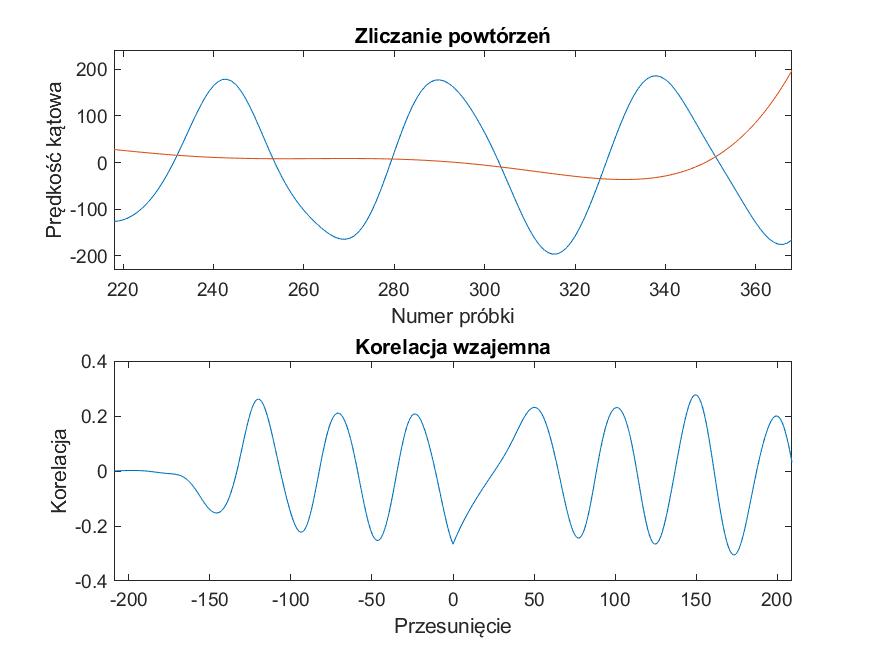 Zliczanie powtórzeń
200
100
0
-100
-200
Prędkość kątowa
220 240 260 280 300 320 340 360
Numer próbki
Korelacja wzajemna
0.4
0.2
0
-0.2
-0.4
Korelacja
-200 -150 -100 -50 0 50 100 150 200
Przesunięcie